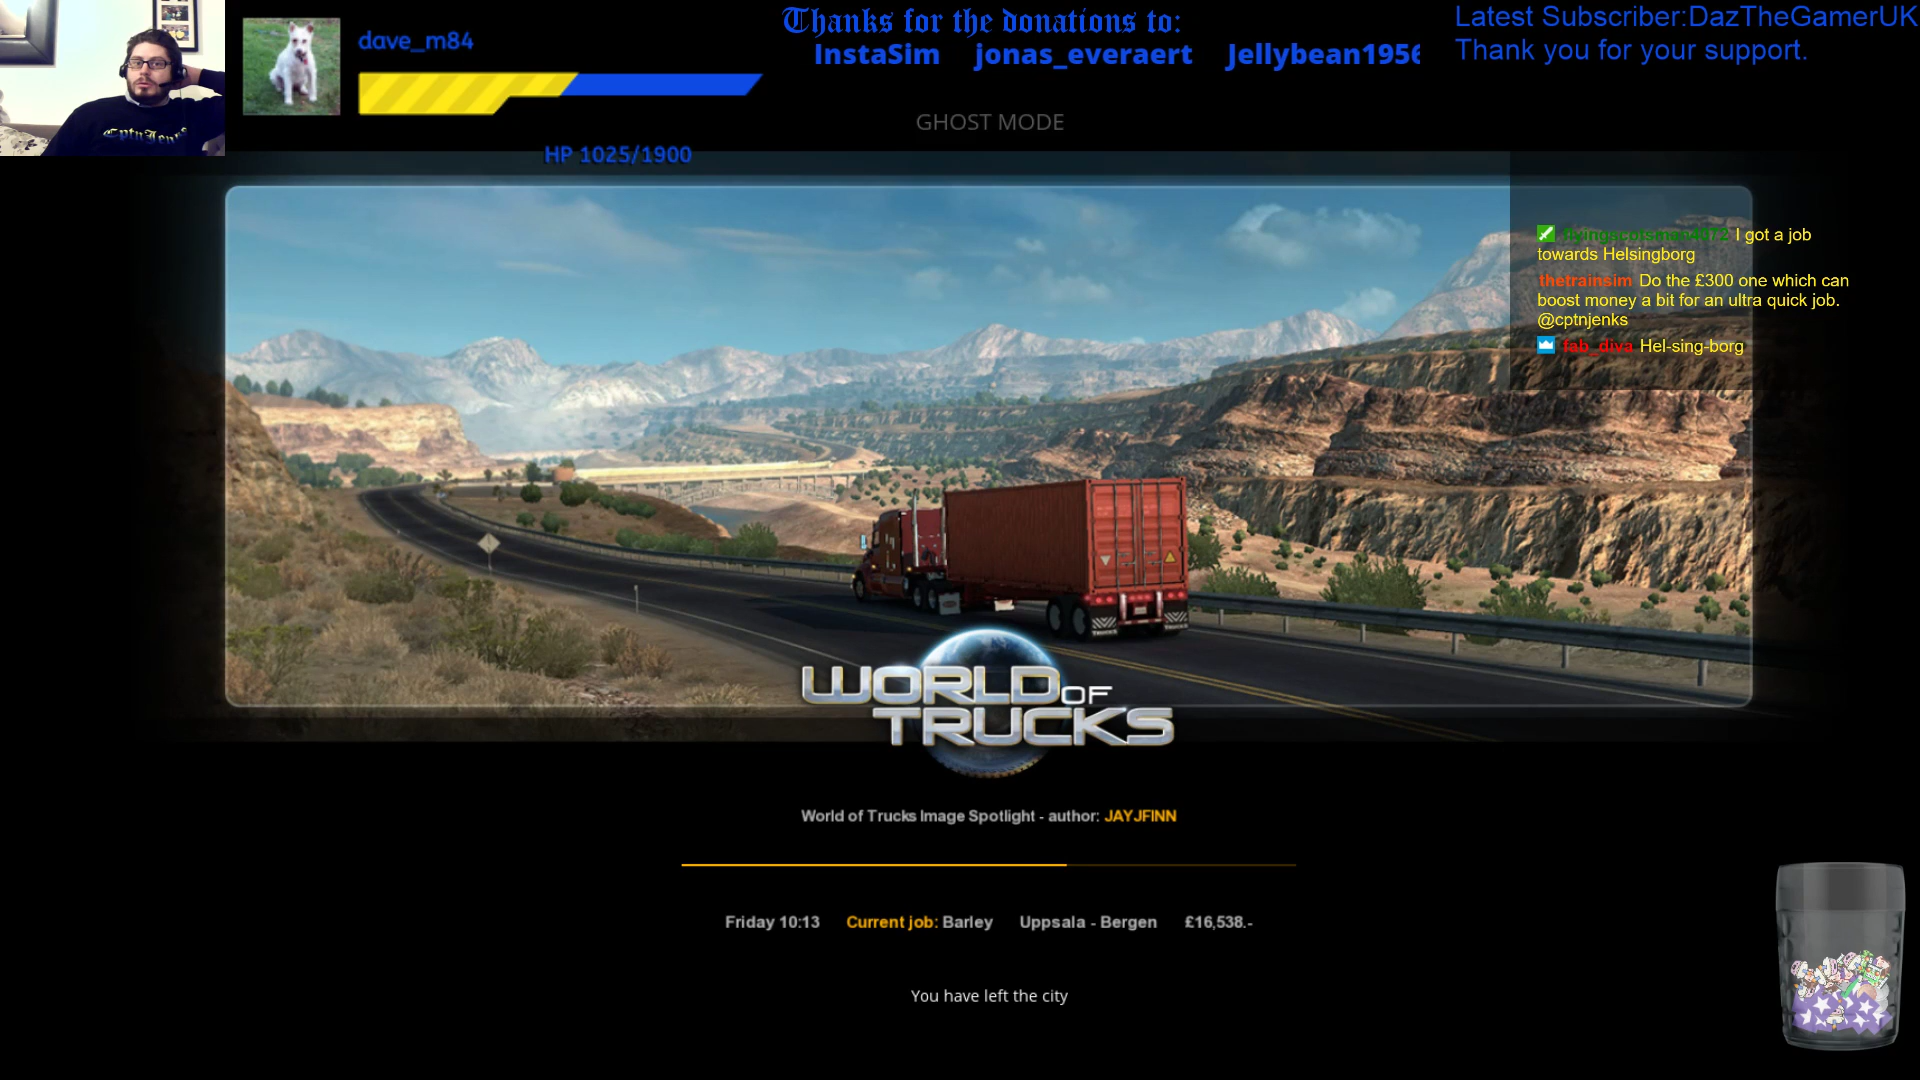 Thanks for the donations to:
InstaSim jonas_everaert Jellybean1956
Latest Subscriber:DazTheGamerUK
Thank you for your support.
dave_m84
GHOST MODE
HP 1025/1900
I got a job
towards Helsingborg
thetrainsim Do the £300 one which can
boost money a bit for an ultra quick job.
@cptnjenks
fab_diva Hel-sing-borg
WORLD OF
TRUCKS
World of Trucks Image Spotlight - author: JAYJFINN
Friday 10:13 Current job: Barley Uppsala - Bergen £16,538.-
You have left the city